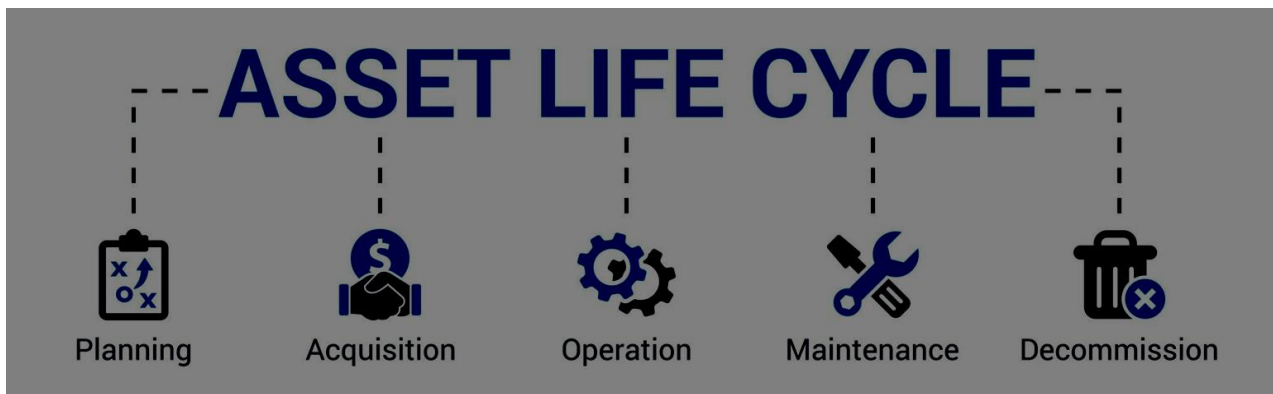 ASSET LIFE CYCLE
$
x
o x
Planning Acquisition Operation Maintenance Decommission